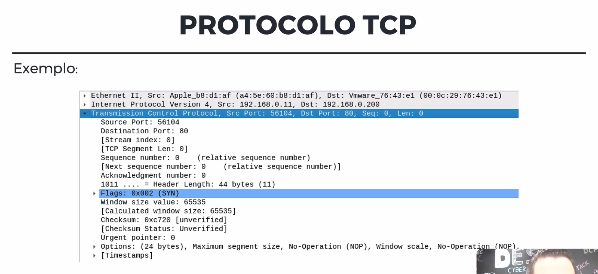 PROTOCOLO TCP
Exemplo:
Ethernet II, Src: Apple_b8:d1:af (a4:5e:60:b8:d1:af), Dst: Vmware_76:43:e1 (00:0c:29:76:43:e1)
Internet Protocol Version 4, Src: 192.168.0.11, Dst: 192.168.0.200
Transmission Control Protocol, Src Port: 56104, Dst Port: 80, Seq: 0, Len: 0
Source Port: 56104
Destination Port: 80
[Stream index: 0]
[TCP Segment Len: 0]
Sequence number: 0 (relative sequence number)
[Next sequence number: 0 (relative sequence number)]
Acknowledgment number: 0
1011 .... = Header Length: 44 bytes (11)
Flags: 0x002 (SYN)
Window size value: 65535
[Calculated window size: 65535]
Checksum: 0xc720 [unverified]
[Checksum Status: Unverified]
Urgent pointer: 0
Options: (24 bytes), Maximum segment size, No-Operation (NOP), Window scale, No-Operation (NOP),
[Timestamps]
DE
CYBER